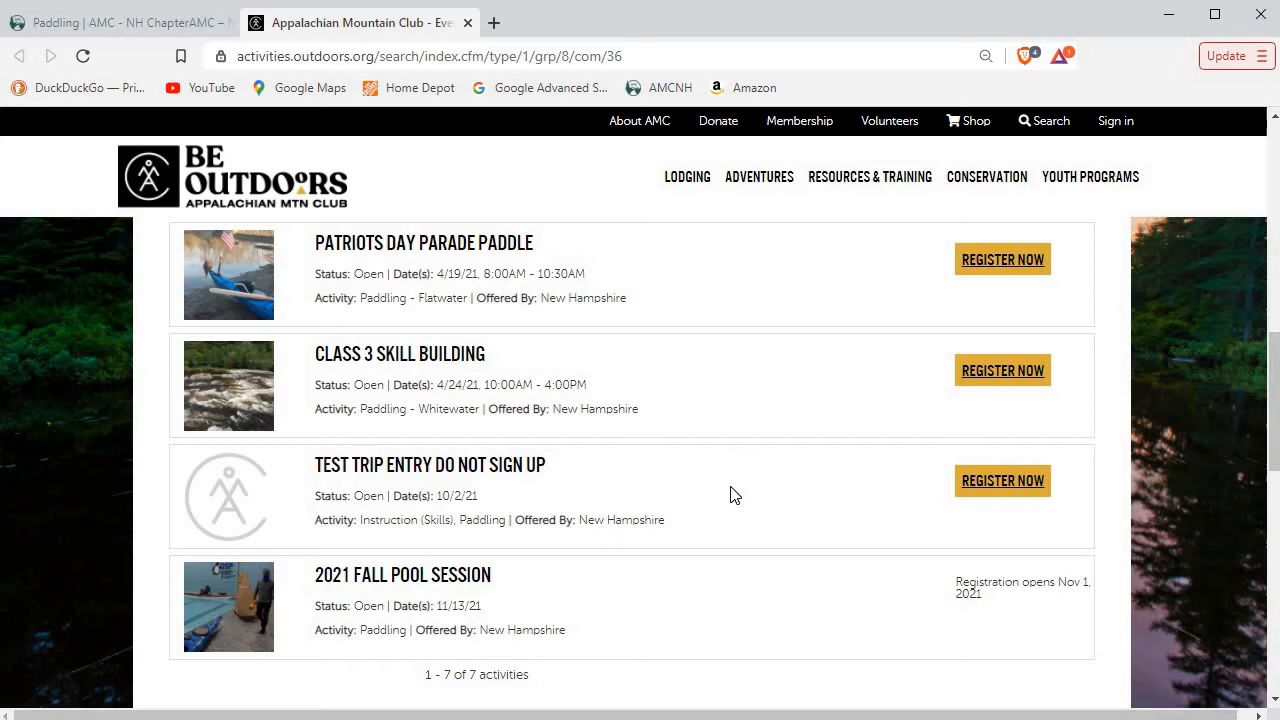 Paddling | AMC - NH ChapterAMC –
Appalachian Mountain Club - Eve
activities.outdoors.org/search/index.cfm/type/1/grp/8/com/36
4
1
Update
DuckDuckGo — Pri...
YouTube
Google Maps
Home Depot
Google Advanced S...
AMCNH
Amazon
About AMC
Donate
Membership
Volunteers
Shop
Search
Sign in
BE
OUTDOORS
APPALACHIAN MTN CLUB
LODGING
ADVENTURES
RESOURCES & TRAINING
CONSERVATION
YOUTH PROGRAMS
PATRIOTS DAY PARADE PADDLE
Status: Open | Date(s): 4/19/21, 8:00AM - 10:30AM
Activity: Paddling - Flatwater | Offered By: New Hampshire
REGISTER NOW
CLASS 3 SKILL BUILDING
Status: Open | Date(s): 4/24/21, 10:00AM - 4:00PM
Activity: Paddling - Whitewater | Offered By: New Hampshire
REGISTER NOW
TEST TRIP ENTRY DO NOT SIGN UP
Status: Open | Date(s): 10/2/21
Activity: Instruction (Skills), Paddling | Offered By: New Hampshire
REGISTER NOW
2021 FALL POOL SESSION
Status: Open | Date(s): 11/13/21
Activity: Paddling | Offered By: New Hampshire
Registration opens Nov 1,
2021
1 - 7 of 7 activities